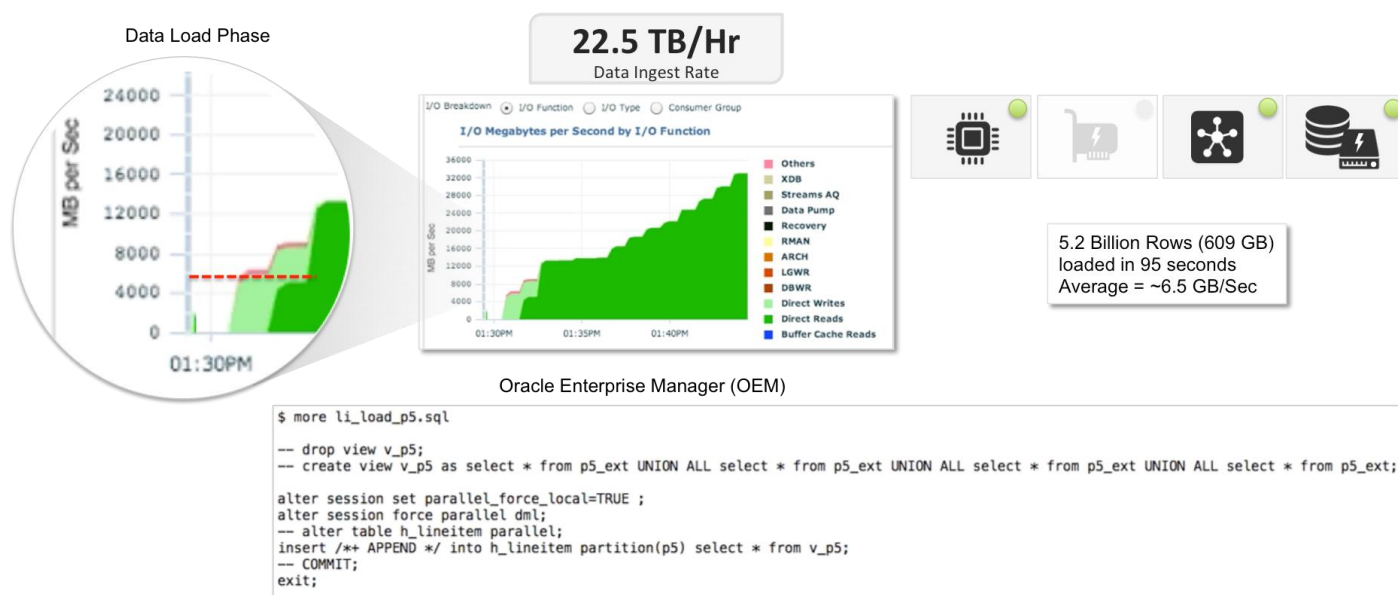 Data Load Phase
22.5 TB/Hr
Data Ingest Rate
24000
20000
16000
12000
8000
4000
0
MB per Sec
01:30PM
I/O Breakdown I/O Function I/O Type Consumer Group
I/O Megabytes per Second by I/O Function
36000
32000
28000
24000
20000
16000
12000
8000
4000
0
MB per Sec
01:30PM 01:35PM 01:40PM
Others
XDB
Streams AQ
Data Pump
Recovery
RMAN
ARCH
LGWR
DBWR
Direct Writes
Direct Reads
Buffer Cache Reads
5.2 Billion Rows (609 GB)
loaded in 95 seconds
Average = ~6.5 GB/Sec
Oracle Enterprise Manager (OEM)
$ more li_load_p5.sql
-- drop view v_p5;
-- create view v_p5 as select * from p5_ext UNION ALL select * from p5_ext UNION ALL select * from p5_ext UNION ALL select * from p5_ext;
alter session set parallel_force_local=TRUE ;
alter session force parallel dml;
-- alter table h_lineitem parallel;
insert /*+ APPEND */ into h_lineitem partition(p5) select * from v_p5;
-- COMMIT;
exit;